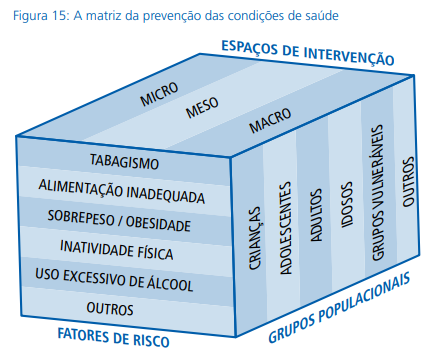 Figura 15: A matriz da prevenção das condições de saúde
ESPAÇOS DE INTERVENÇÃO
MICRO
MESO
MACRO
TABAGISMO
ALIMENTAÇÃO INADEQUADA
SOBREPESO / OBESIDADE
INATIVIDADE FÍSICA
USO EXCESSIVO DE ÁLCOOL
OUTROS
FATORES DE RISCO
CRIANÇAS
ADOLESCENTES
ADULTOS
IDOSOS
GRUPOS VULNERÁVEIS
OUTROS
GRUPOS POPULACIONAIS